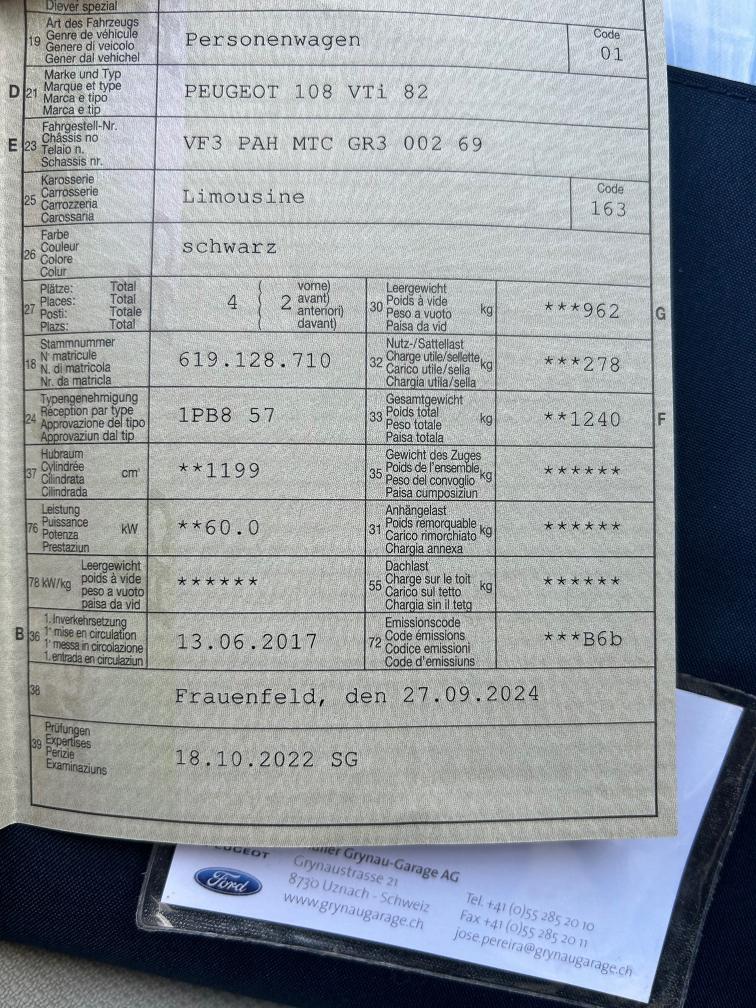 Diever spezial
19 Art des Fahrzeugs
Genre de véhicule
Genere di veicolo
Gener dal vehichel
Personenwagen
Code
01
D 21 Marke und Typ
Marque et type
Marca e tipo
Marca e tip
PEUGEOT 108 VTi 82
E 23 Fahrgestell-Nr.
Châssis no
Telaio n.
Schassis nr.
VF3 PAH MTC GR3 002 69
25 Karosserie
Carrosserie
Carrozzeria
Carossaria
Limousine
Code
163
26 Farbe
Couleur
Colore
Colur
schwarz
27 Plätze: Total
Places: Total
Posti: Totale
Plazs: Total
4 ( 2 vorne)
avant)
anteriori)
davant)
30 Leergewicht
Poids à vide
Peso a vuoto
Paisa da vid
kg
***962
G
18 Stammnummer
N matricule
N. di matricola
Nr. da matricla
619.128.710
32 Nutz-/Sattellast
Charge utile/sellette
Carico utile/sella
Chargia utila/sella
kg
***278
24 Typengenehmigung
Réception par type
Approvazione del tipo
Approvaziun dal tip
1PB8 57
33 Gesamtgewicht
Poids total
Peso totale
Paisa totala
kg
**1240
F
37 Hubraum
Cylindrée
Cilindrata
Cilindrada
cm³
**1199
35 Gewicht des Zuges
Poids de l'ensemble
Peso del convoglio
Paisa cumposiziun
kg
******
76 Leistung
Puissance
Potenza
Prestaziun
kW
**60.0
31 Anhängelast
Poids remorquable
Carico rimorchiato
Chargia annexa
kg
******
78 kW/kg Leergewicht
poids à vide
peso a vuoto
paisa da vid
******
55 Dachlast
Charge sur le toit
Carico sul tetto
Chargia sin il tetg
kg
******
B 36 1. Inverkehrsetzung
1ʳᵉ mise en circulation
1ᵃ messa in circolazione
1. entrada en circulaziun
13.06.2017
72 Emissionscode
Code émissions
Codice emissioni
Code d'emissiuns
***B6b
38
Frauenfeld, den 27.09.2024
39 Prüfungen
Expertises
Perizie
Examinaziuns
18.10.2022 SG
PEUGEOT
Ford
Grynau-Garage AG
Grynaustrasse 21
8730 Uznach - Schweiz
www.grynaugarage.ch
Tel. +41 (0)55 285 20 10
Fax +41 (0)55 285 20 11
jose.pereira@grynaugarage.ch